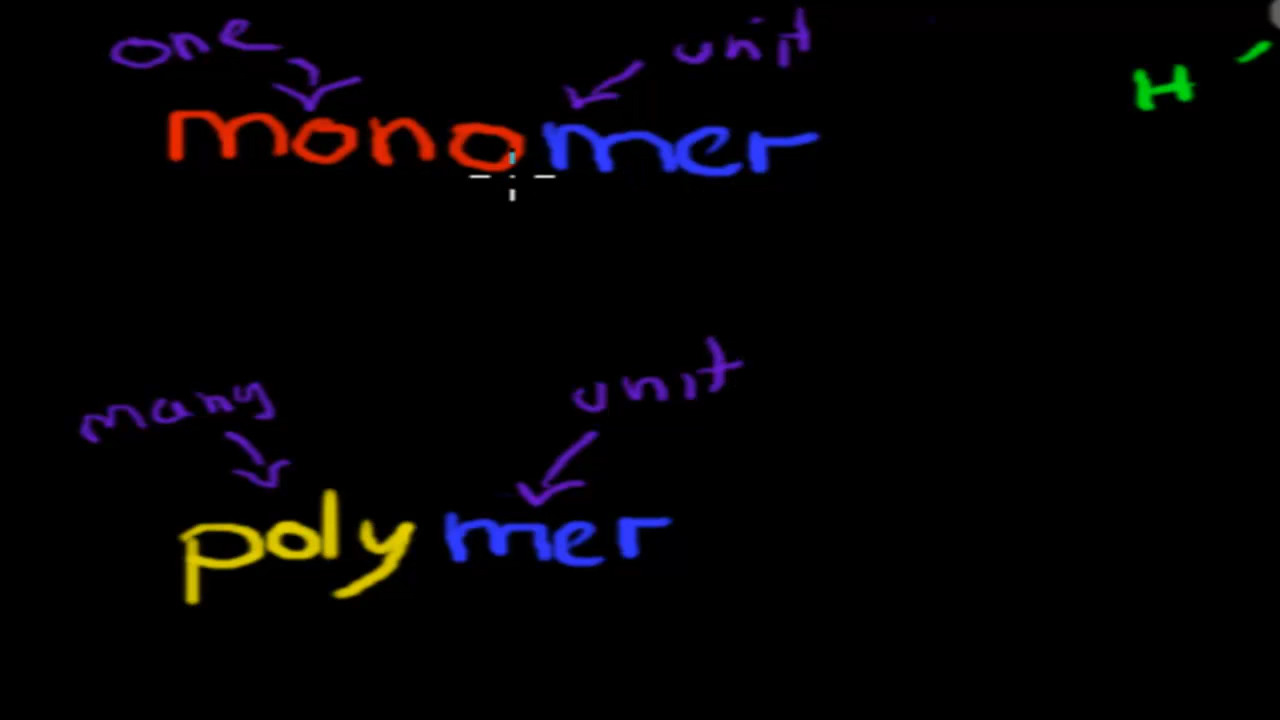 one unit
monomer
H
many unit
polymer